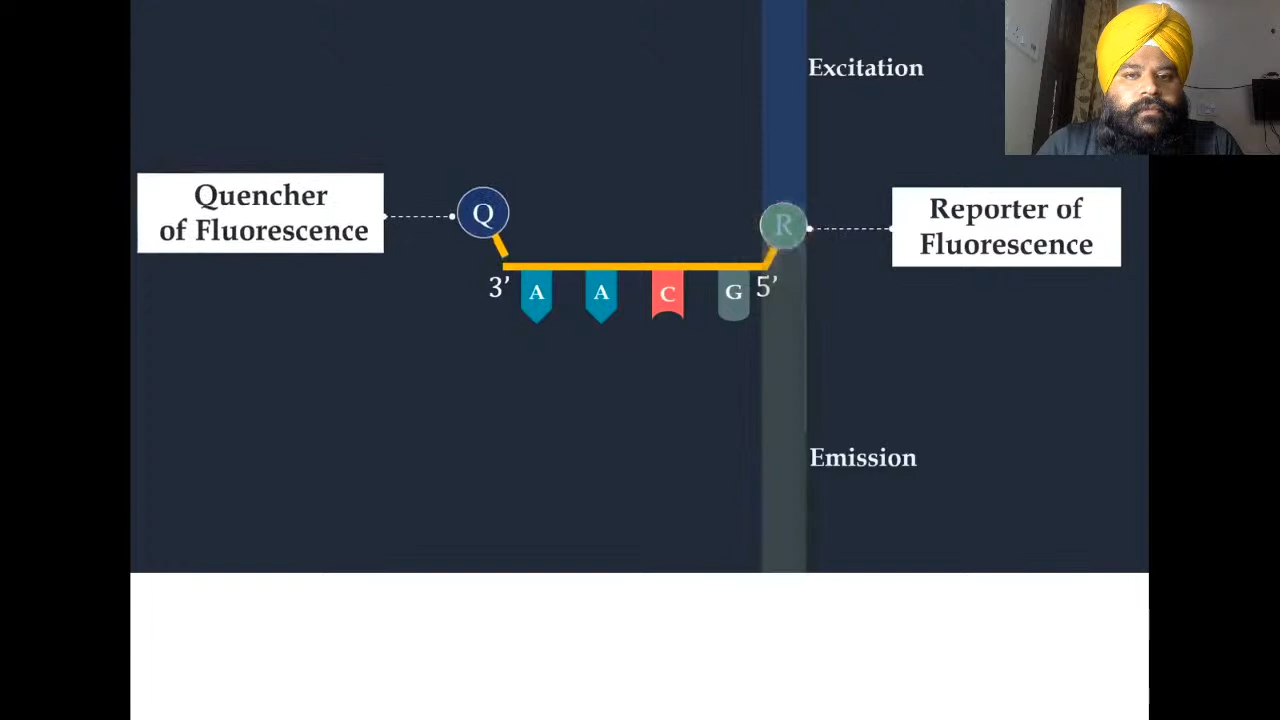 Excitation
Quencher
of Fluorescence
Q
R
Reporter of
Fluorescence
3’ A A C G 5’
Emission